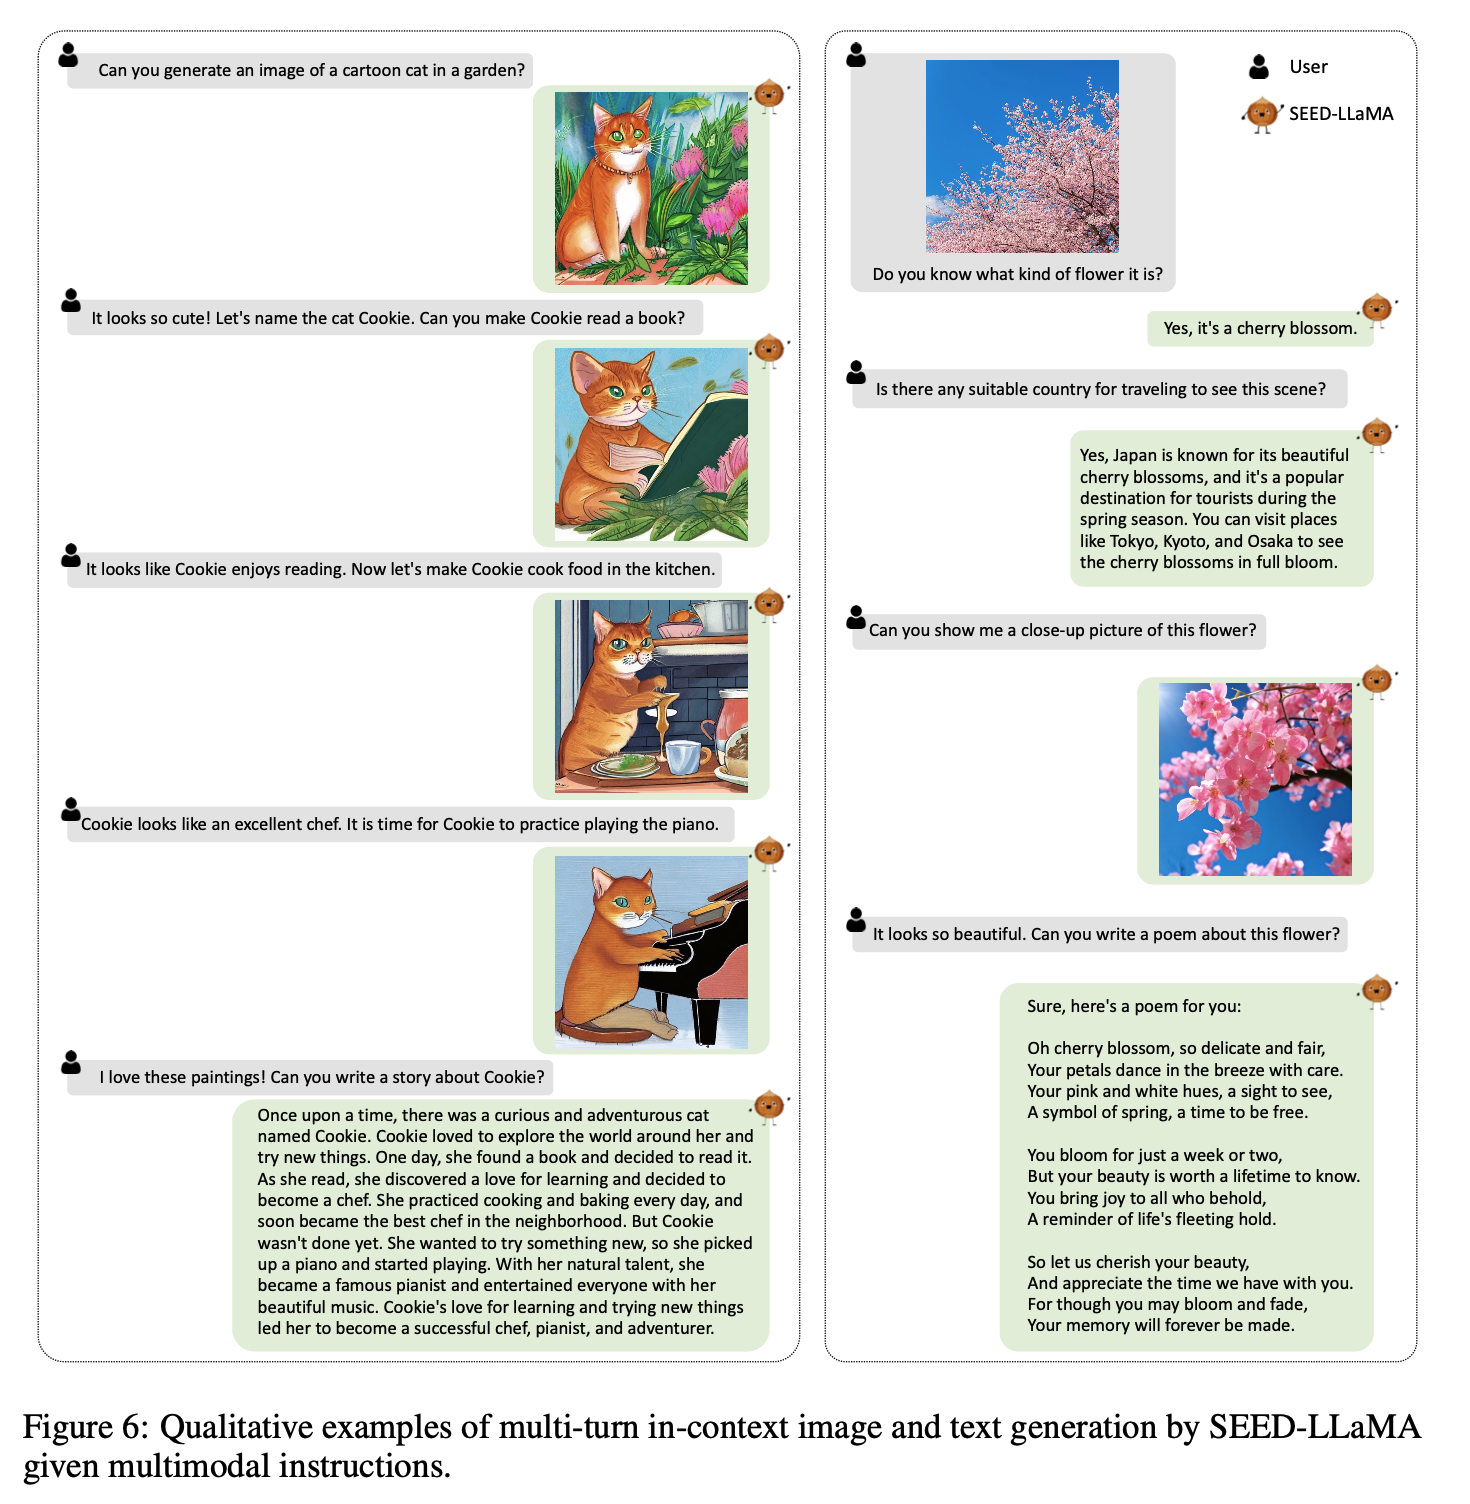 Can you generate an image of a cartoon cat in a garden?
It looks so cute! Let's name the cat Cookie. Can you make Cookie read a book?
It looks like Cookie enjoys reading. Now let's make Cookie cook food in the kitchen.
Cookie looks like an excellent chef. It is time for Cookie to practice playing the piano.
I love these paintings! Can you write a story about Cookie?
Once upon a time, there was a curious and adventurous cat
named Cookie. Cookie loved to explore the world around her and
try new things. One day, she found a book and decided to read it.
As she read, she discovered a love for learning and decided to
become a chef. She practiced cooking and baking every day, and
soon became the best chef in the neighborhood. But Cookie
wasn't done yet. She wanted to try something new, so she picked
up a piano and started playing. With her natural talent, she
became a famous pianist and entertained everyone with her
beautiful music. Cookie's love for learning and trying new things
led her to become a successful chef, pianist, and adventurer.
User
SEED-LLaMA
Do you know what kind of flower it is?
Yes, it's a cherry blossom.
Is there any suitable country for traveling to see this scene?
Yes, Japan is known for its beautiful
cherry blossoms, and it's a popular
destination for tourists during the
spring season. You can visit places
like Tokyo, Kyoto, and Osaka to see
the cherry blossoms in full bloom.
Can you show me a close-up picture of this flower?
It looks so beautiful. Can you write a poem about this flower?
Sure, here's a poem for you:
Oh cherry blossom, so delicate and fair,
Your petals dance in the breeze with care.
Your pink and white hues, a sight to see,
A symbol of spring, a time to be free.
You bloom for just a week or two,
But your beauty is worth a lifetime to know.
You bring joy to all who behold,
A reminder of life's fleeting hold.
So let us cherish your beauty,
And appreciate the time we have with you.
For though you may bloom and fade,
Your memory will forever be made.
Figure 6: Qualitative examples of multi-turn in-context image and text generation by SEED-LLaMA
given multimodal instructions.